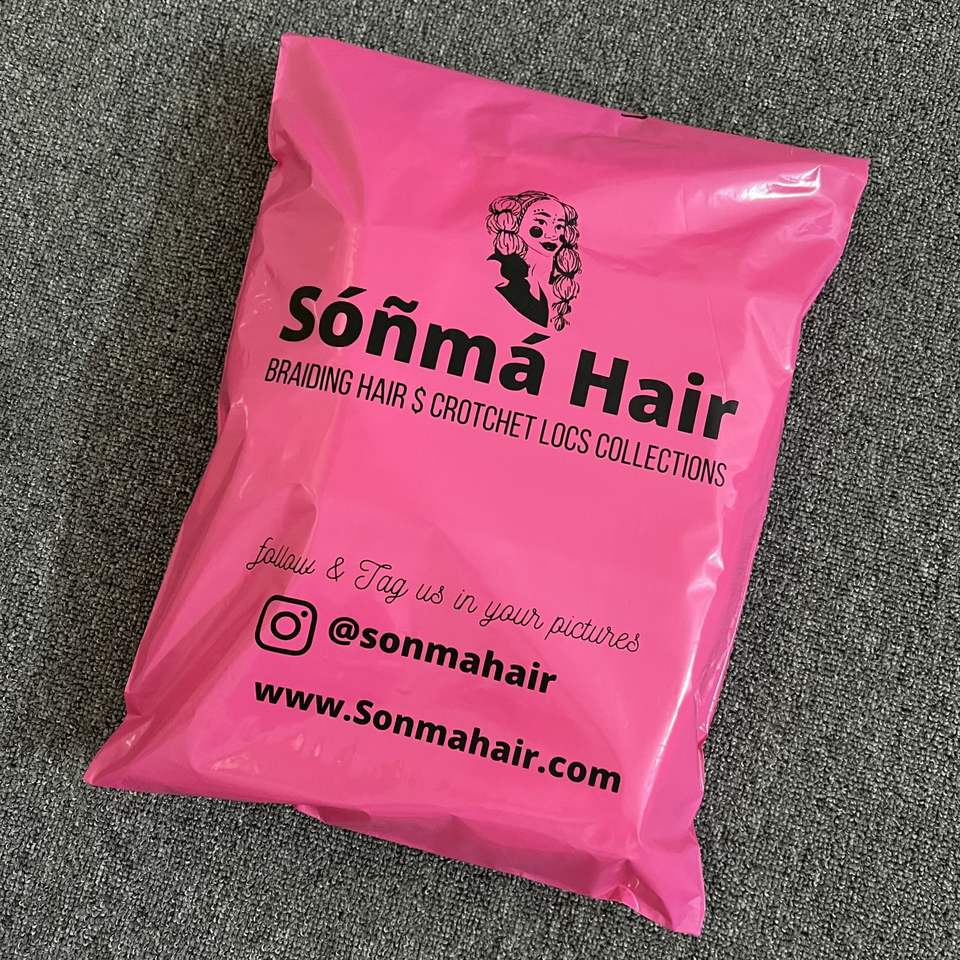 Sóñmá Hair
BRAIDING HAIR $ CROTCHET LOCS COLLECTIONS
follow & Tag us in your pictures
@sonmahair
www.Sonmahair.com